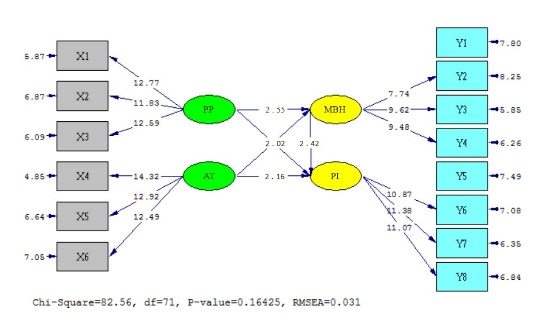 5.87 X1
6.87 X2
6.09 X3
4.85 X4
6.64 X5
7.05 X6
12.77
11.83
12.59
14.32
12.92
12.49
PP
AT
2.55
2.02
2.42
2.16
MBH
PI
7.74
9.62
9.48
10.87
11.38
11.07
Y1 7.80
Y2 8.25
Y3 5.85
Y4 6.26
Y5 7.49
Y6 7.08
Y7 6.35
Y8 6.84
Chi-Square=82.56, df=71, P-value=0.16425, RMSEA=0.031